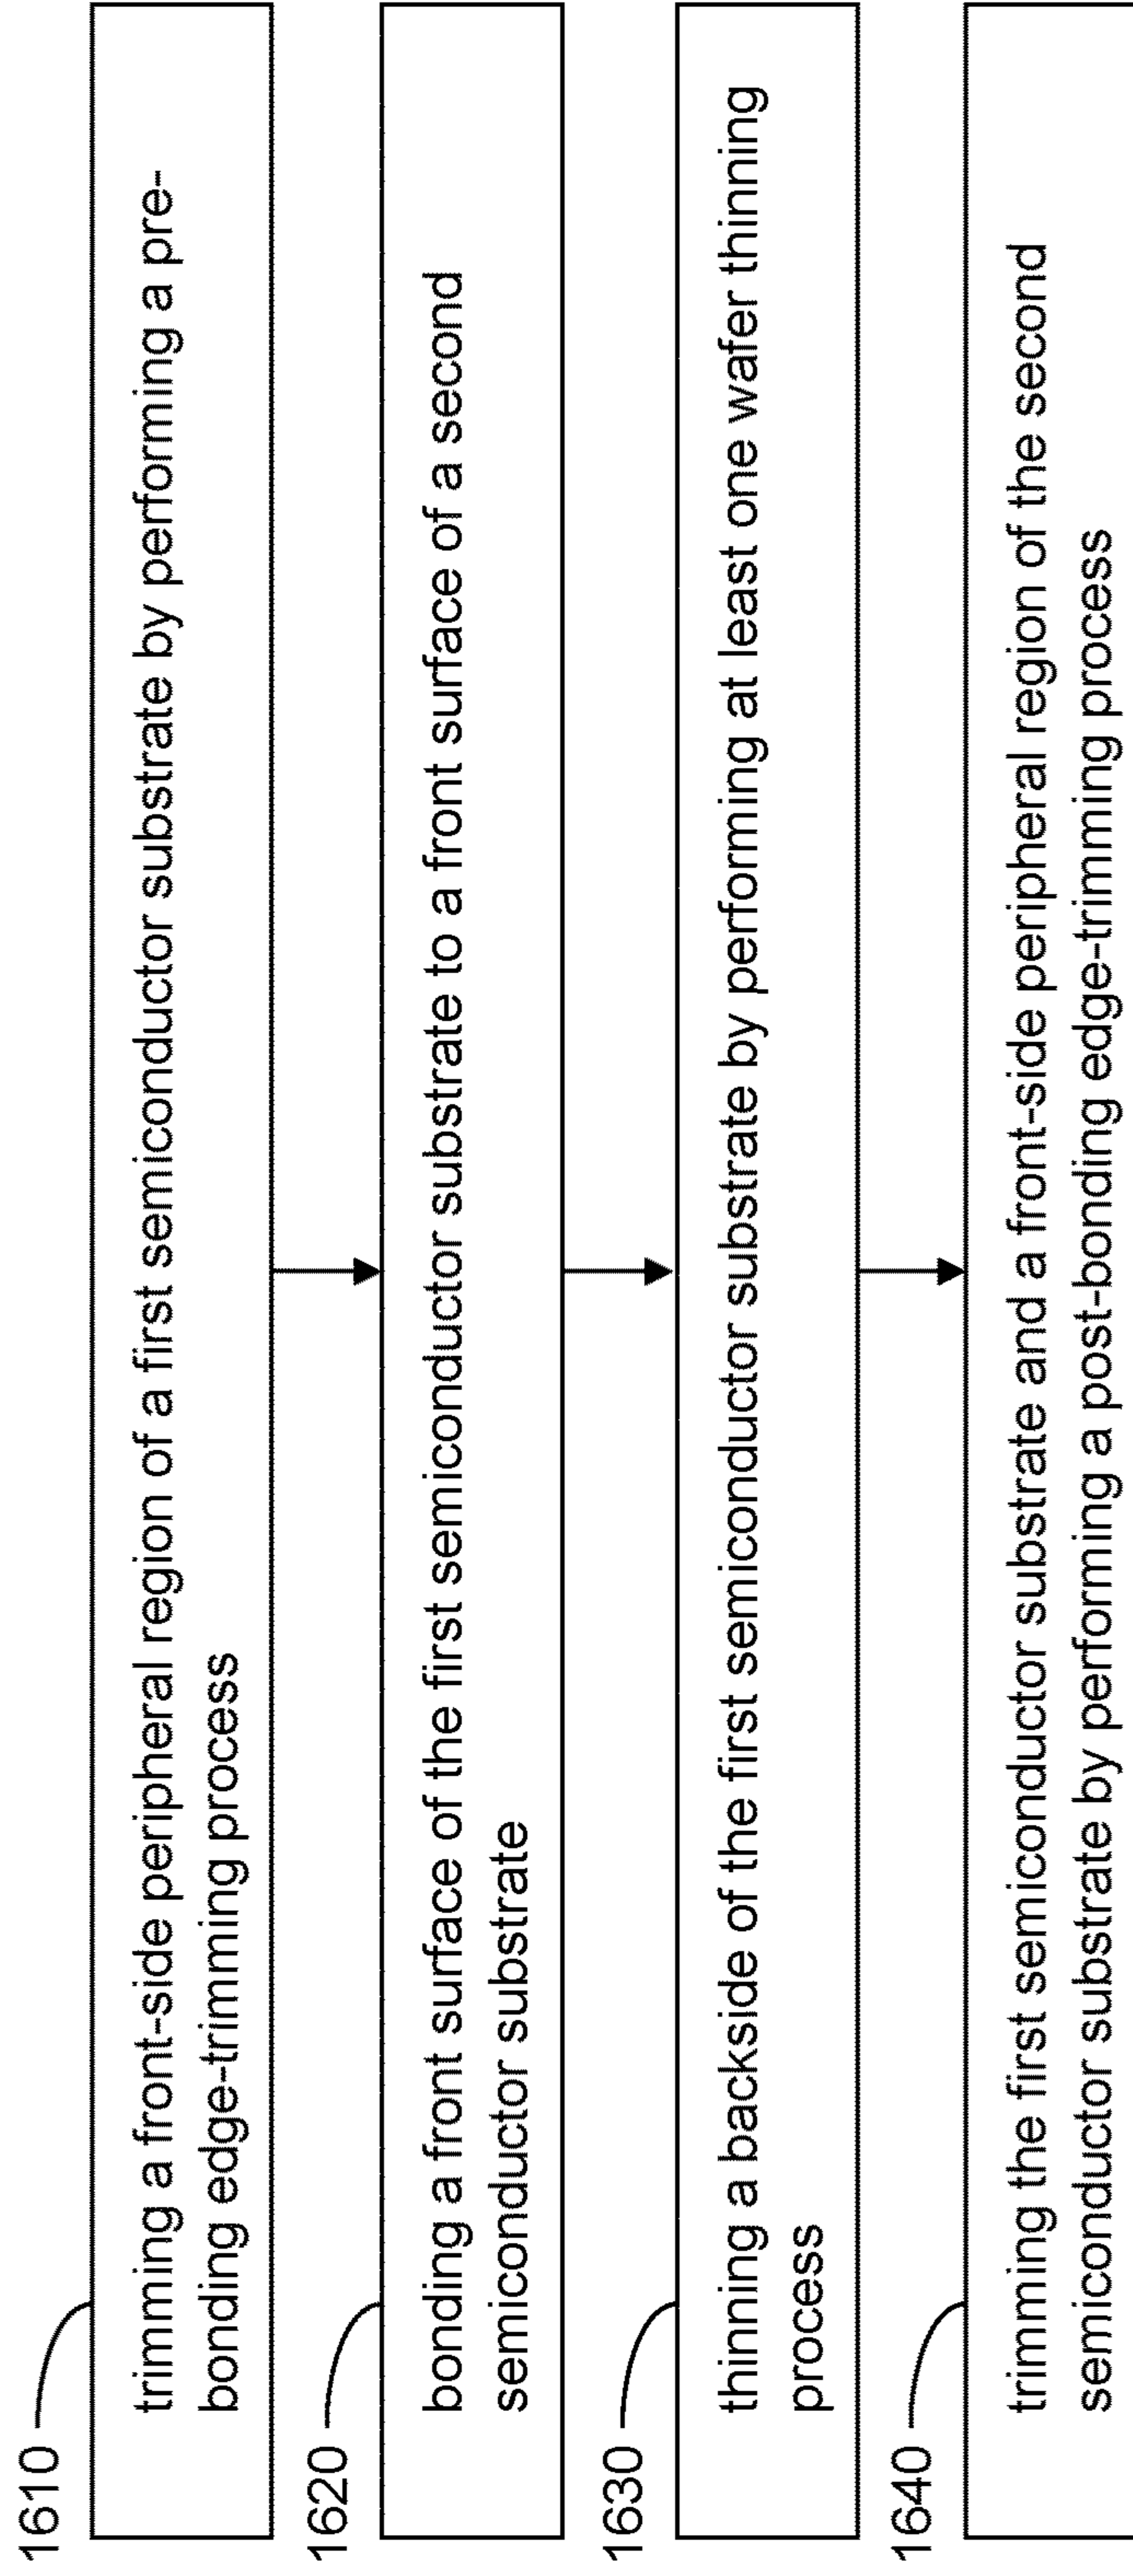 1610
trimming a front-side peripheral region of a first semiconductor substrate by performing a pre-
bonding edge-trimming process
1620
bonding a front surface of the first semiconductor substrate to a front surface of a second
semiconductor substrate
1630
thinning a backside of the first semiconductor substrate by performing at least one wafer thinning
process
1640
trimming the first semiconductor substrate and a front-side peripheral region of the second
semiconductor substrate by performing a post-bonding edge-trimming process